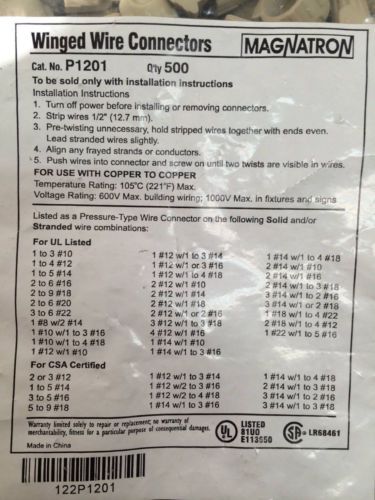 Winged Wire Connectors
MAGNATRON
Cat. No. P1201 Qty 500
To be sold only with installation instructions
Installation Instructions
1. Turn off power before installing or removing connectors.
2. Strip wires 1/2" (12.7 mm).
3. Pre-twisting unnecessary, hold stripped wires together with ends even.
Lead stranded wires slightly.
4. Align any frayed strands or conductors.
5. Push wires into connector and screw on until two twists are visible in wires.
FOR USE WITH COPPER TO COPPER
Temperature Rating: 105°C (221°F) Max.
Voltage Rating: 600V Max. building wiring; 1000V Max. in fixtures and signs
Listed as a Pressure-Type Wire Connector on the following Solid and/or
Stranded wire combinations:
For UL Listed
1 to 3 #10 1 #12 w/1 to 3 #14 1 #14 w/1 to 4 #18
1 to 4 #12 1 #12 w/1 or 3 #16 2 #14 w/1 #10
1 to 5 #14 1 #12 w/1 to 4 #18 2 #14 w/1 #16
2 to 6 #16 2 #12 w/1 #10 2 #14 w/1 to 4 #18
2 to 9 #18 2 #12 w/1 #14 3 #14 w/1 or 2 #16
2 to 6 #20 2 #12 w/1 #18 3 #14 w/1 to 2 #18
3 to 6 #22 2 #12 w/1 or 2 #16 1 #18 w/1 to 4 #22
1 #8 w/2 #14 3 #12 w/1 to 3 #18 2 #18 w/1 to 4 #12
1 #10 w/1 to 3 #16 4 #12 w/1 #16 1 #22 w/1 to 5 #16
1 #10 w/1 to 4 #18 1 #14 w/1 #10
1 #12 w/1 #10 1 #14 w/1 to 3 #16
For CSA Certified
2 or 3 #12 1 #12 w/1 to 3 #14 1 #14 w/1 to 4 #18
1 to 5 #14 1 #12 w/1 to 3 #16 2 #14 w/1 to 3 #16
3 to 5 #16 1 #12 w/1 to 4 #18 2 #14 w/1 to 4 #18
5 to 9 #18 1 #14 w/1 to 3 #16 3 #14 w/1 to 3 #18
Warranty limited solely to repair or replacement; no warranty of
merchantability, fitness for a particular purpose of consequential damages.
Made in China
UL LISTED
81U0
E113650
LR68461
122P1201